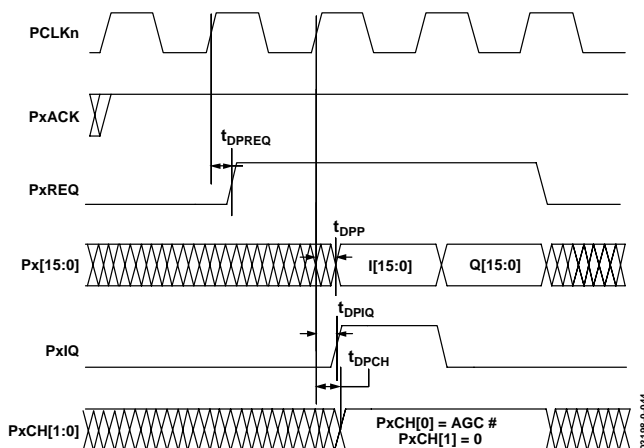 PCLKn
PxACK
tDPREQ
PxREQ
tDPP
Px[15:0]
I[15:0]
Q[15:0]
tDPIQ
PxIQ
tDPCH
PxCH[1:0]
PxCH[0] = AGC #
PxCH[1] = 0